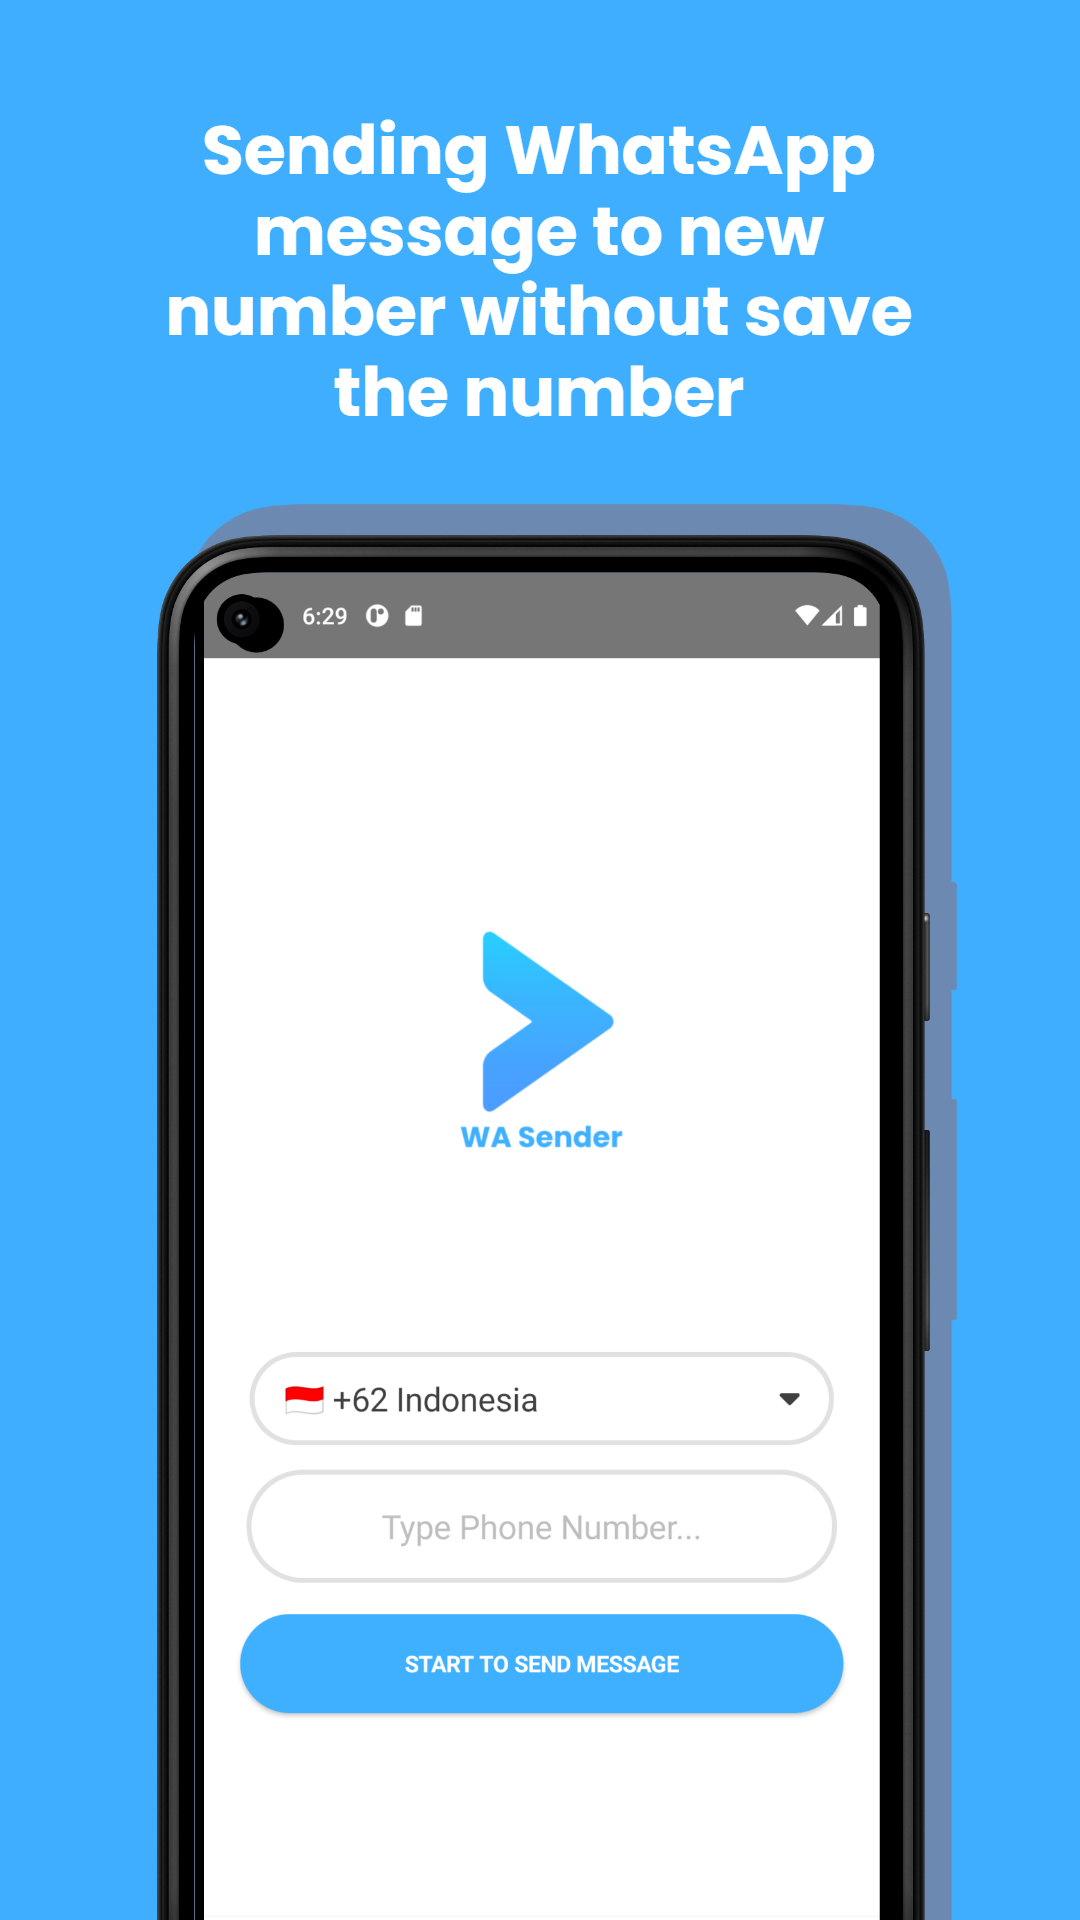 Sending WhatsApp
message to new
number without save
the number
6:29
WA Sender
+62 Indonesia
Type Phone Number...
START TO SEND MESSAGE